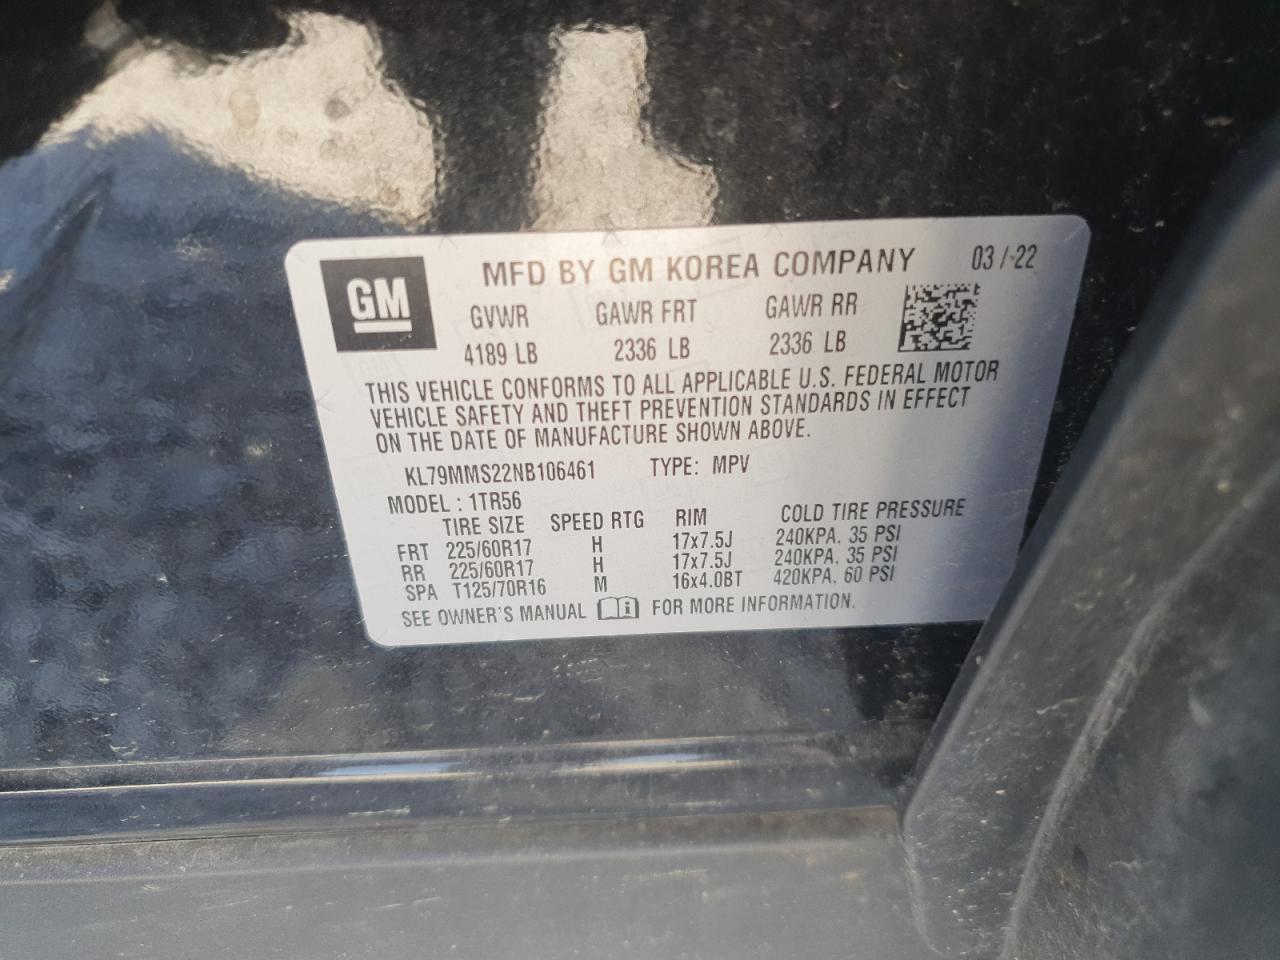 GM
MFD BY GM KOREA COMPANY 03 / 22
GVWR GAWR FRT GAWR RR
4189 LB 2336 LB 2336 LB
THIS VEHICLE CONFORMS TO ALL APPLICABLE U.S. FEDERAL MOTOR
VEHICLE SAFETY AND THEFT PREVENTION STANDARDS IN EFFECT
ON THE DATE OF MANUFACTURE SHOWN ABOVE.
KL79MMS22NB106461 TYPE: MPV
MODEL : 1TR56
TIRE SIZE SPEED RTG RIM COLD TIRE PRESSURE
FRT 225/60R17 H 17x7.5J 240KPA, 35 PSI
RR 225/60R17 H 17x7.5J 240KPA, 35 PSI
SPA T125/70R16 M 16x4.0BT 420KPA, 60 PSI
SEE OWNER'S MANUAL FOR MORE INFORMATION.